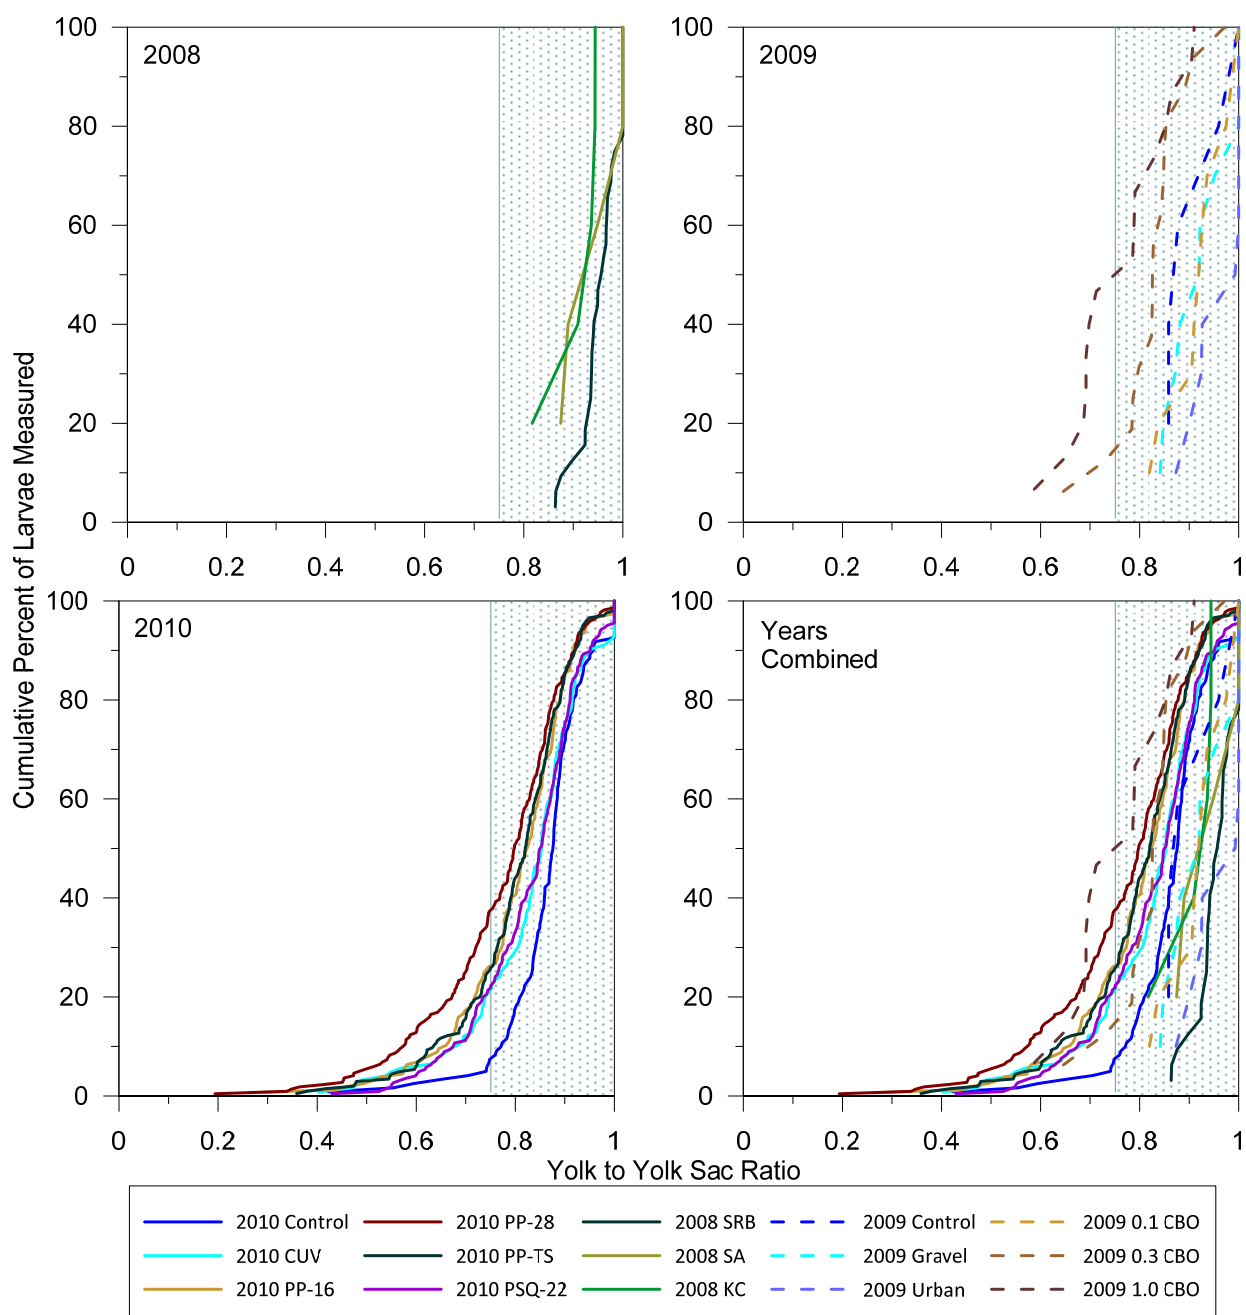 100
80
60
40
20
0
2008
0
0.2
0.4
0.6
0.8
1
100
80
60
40
20
0
2009
0
0.2
0.4
0.6
0.8
1
Cumulative Percent of Larvae Measured
100
80
60
40
20
0
2010
0
0.2
0.4
0.6
0.8
1
100
80
60
40
20
0
Years
Combined
0
0.2
0.4
0.6
0.8
1
Yolk to Yolk Sac Ratio
2010 Control
2010 PP-28
2008 SRB
2009 Control
2009 0.1 CBO
2010 CUV
2010 PP-TS
2008 SA
2009 Gravel
2009 0.3 CBO
2010 PP-16
2010 PSQ-22
2008 KC
2009 Urban
2009 1.0 CBO